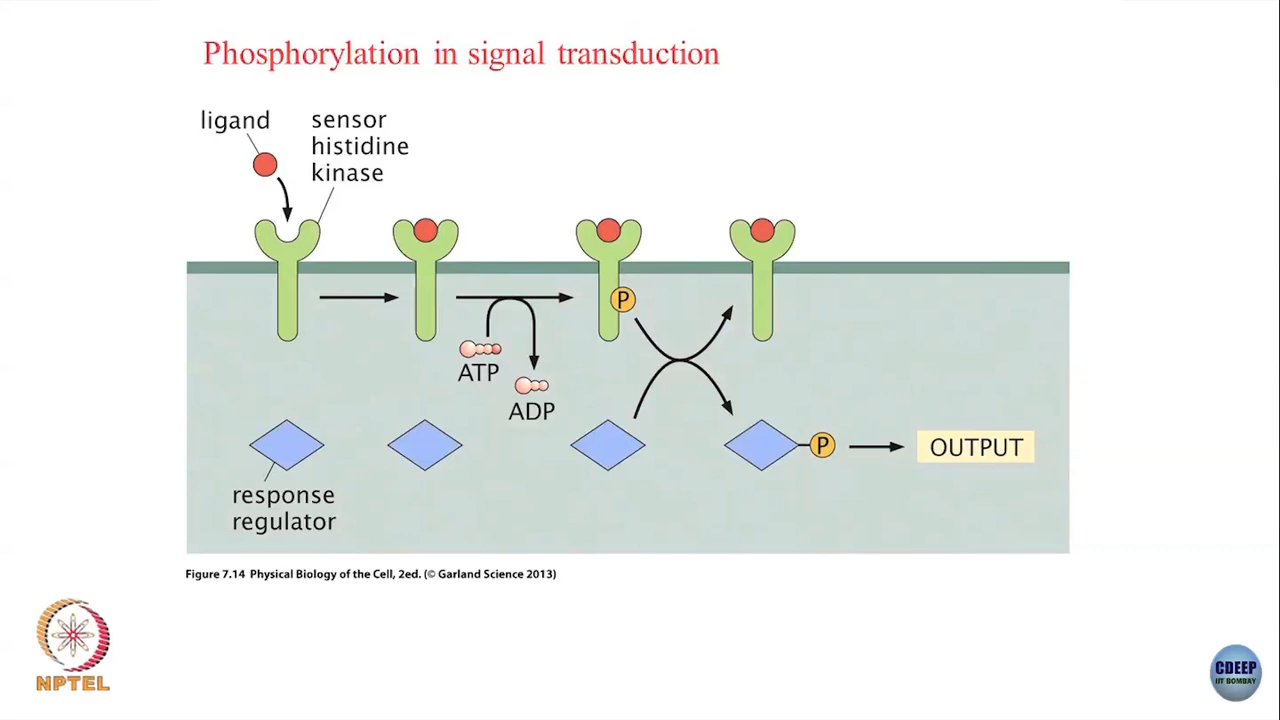 Phosphorylation in signal transduction
ligand
sensor
histidine
kinase
P
ATP
ADP
P
OUTPUT
response
regulator
Figure 7.14 Physical Biology of the Cell, 2ed. (© Garland Science 2013)
NPTEL
CDEEP
IIT BOMBAY